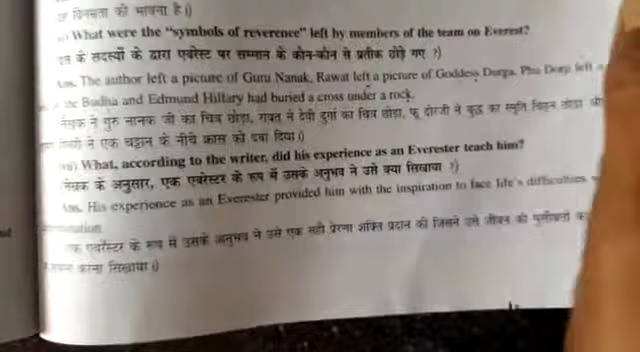 विनम्रता की भावना है।)
What were the "symbols of reverence" left by members of the team on Everest?
के सदस्यों के द्वारा एवरेस्ट पर सम्मान के कौन-कौन से प्रतीक छोड़े गए ?)
Ans. The author left a picture of Guru Nanak, Rawat left a picture of Goddess Durga. Phu Dorji left
the Budha and Edmund Hillary had buried a cross under a rock.
लेखक ने गुरु नानक जी का चित्र छोड़ा, रावत ने देवी दुर्गा का चित्र छोड़ा, फू दोरजी ने बुद्ध का स्मृति चिह्न छोड़ा
ने एक चट्टान के नीचे क्रास को दबा दिया।)
What, according to the writer, did his experience as an Everester teach him?
लेखक के अनुसार, एक एवरेस्टर के रूप में उसके अनुभव ने उसे क्या सिखाया ?)
Ans. His experience as an Everester provided him with the inspiration to face life's difficulties
एक एवरेस्टर के रूप में उसके अनुभव ने उसे एक सही प्रेरणा शक्ति प्रदान की जिसने उसे जीवन की मुसीबतों
करना सिखाया।)